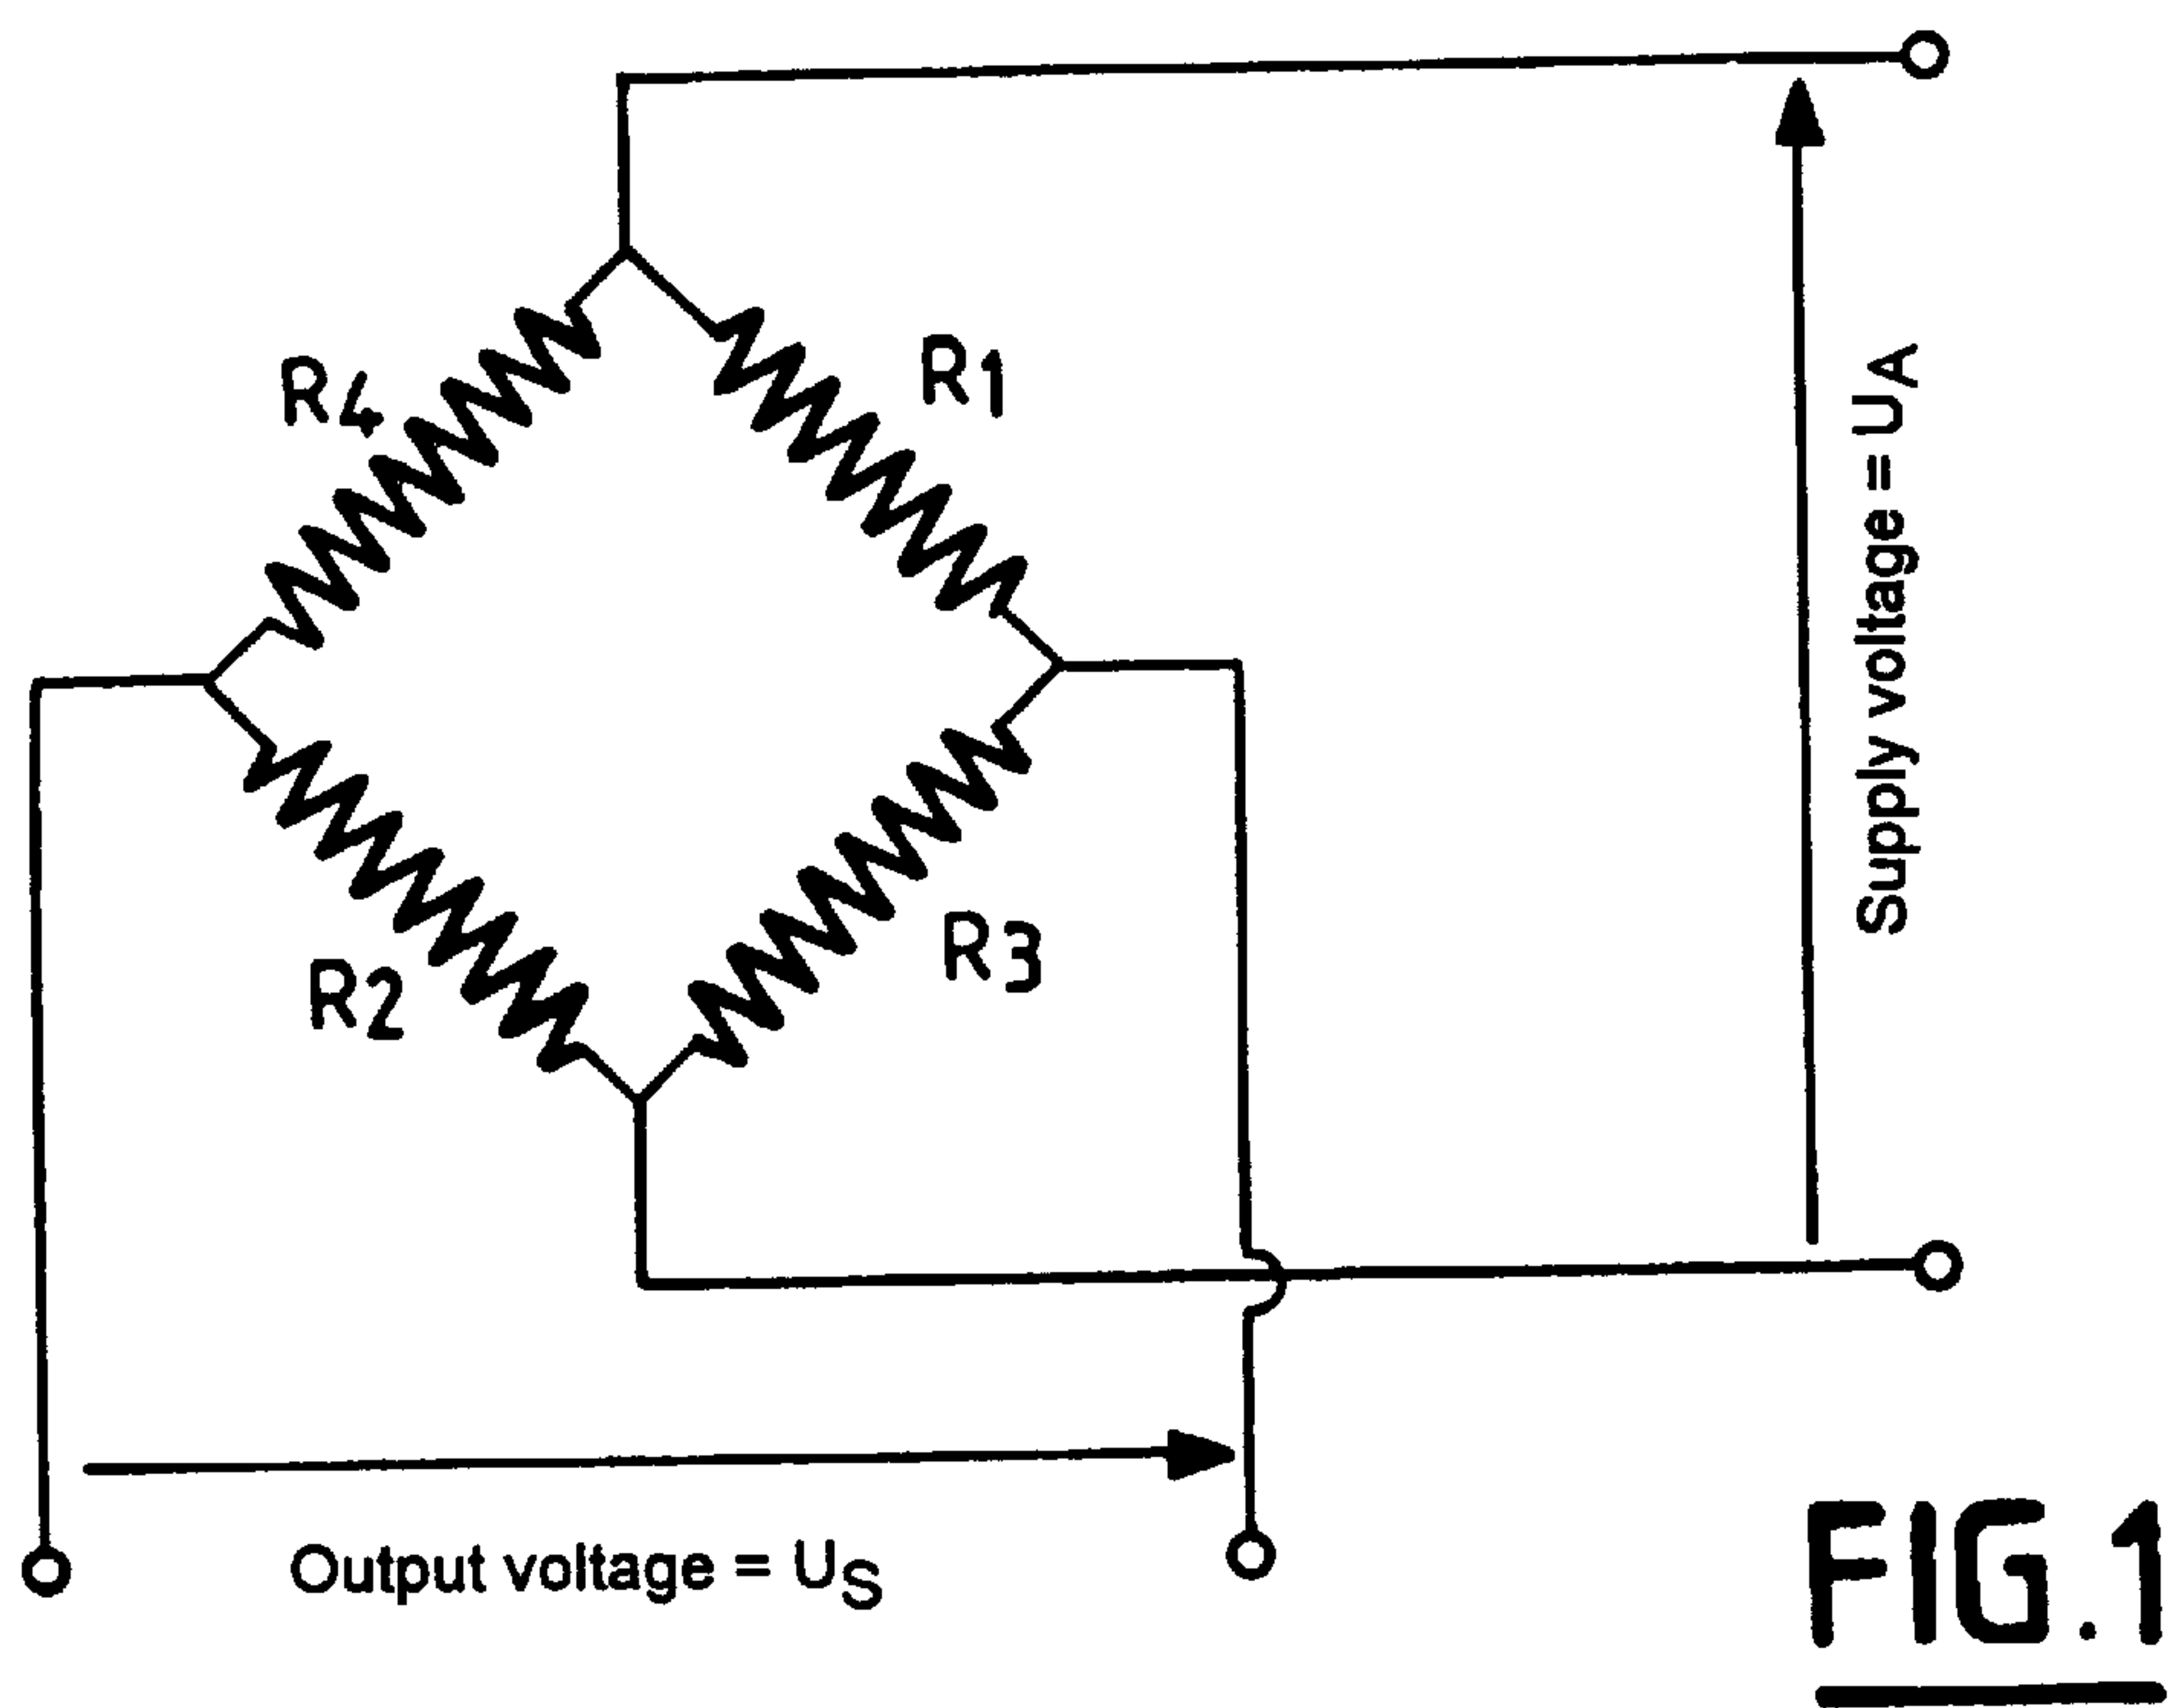 R4
R1
R2
R3
Supply voltage = UA
Output voltage = US
FIG.1